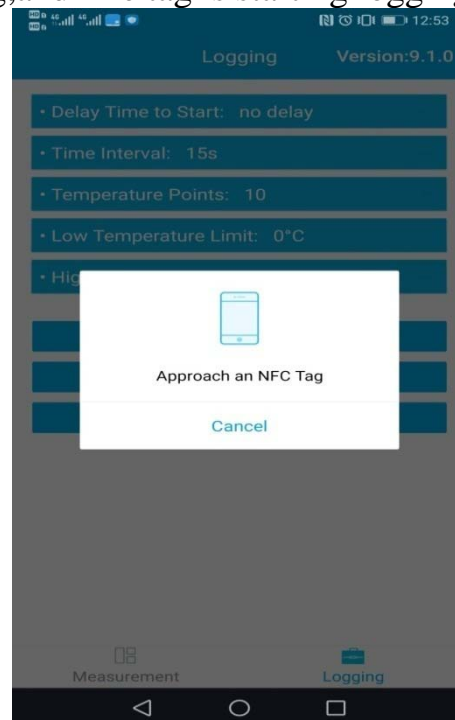 12:53
Logging Version:9.1.0
• Delay Time to Start: no delay
• Time Interval: 15s
• Temperature Points: 10
• Low Temperature Limit: 0°C
• Hig
Approach an NFC Tag
Cancel
Measurement Logging